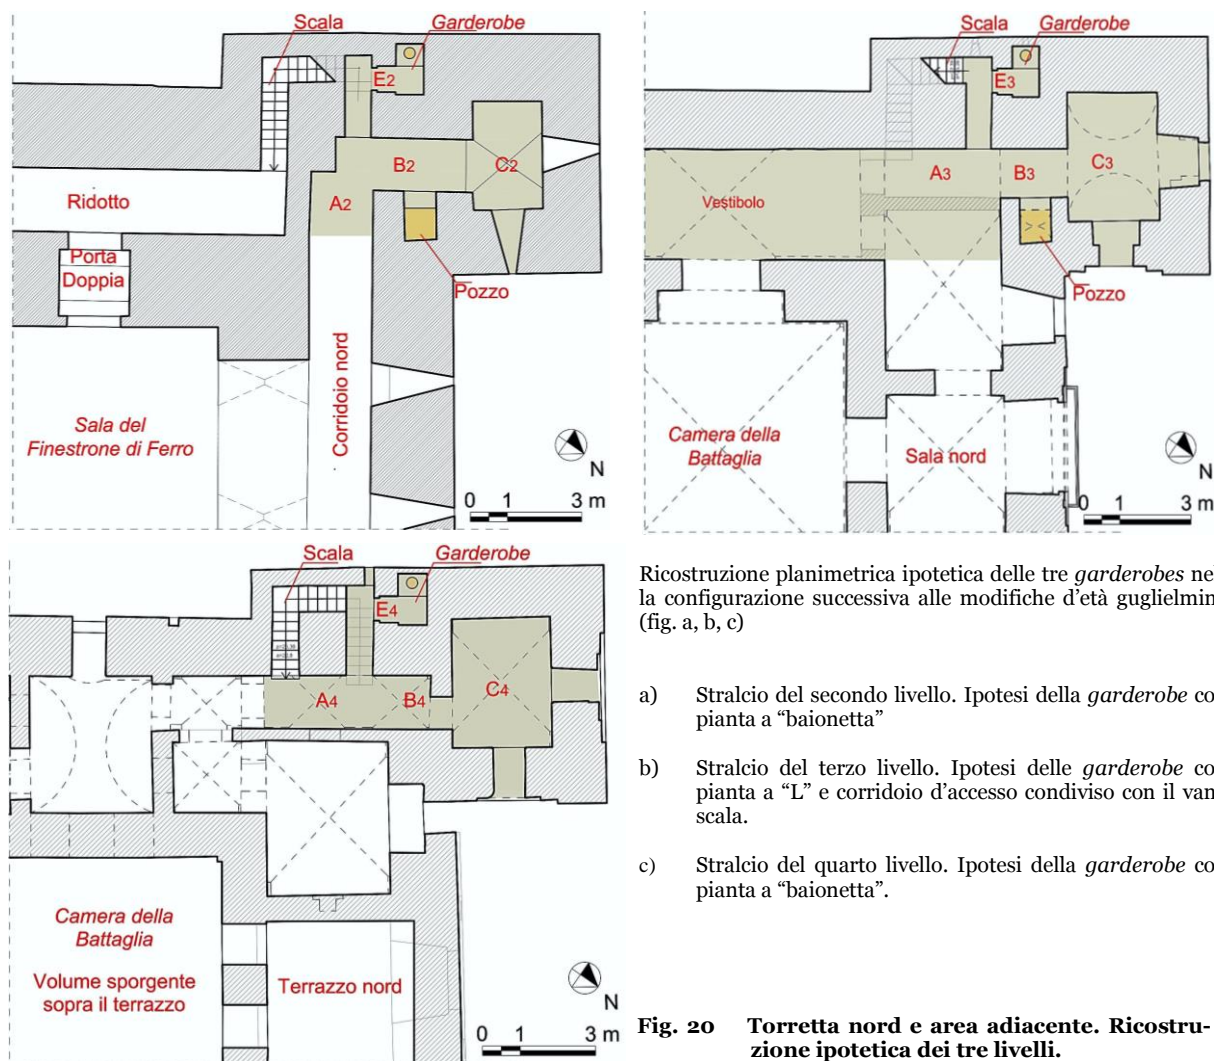 Scala
Garderobe
E2
B2
C2
A2
Ridotto
Porta
Doppia
Pozzo
Corridoio nord
Sala del
Finestrone di Ferro
N
0 1 3 m
Scala
Garderobe
E3
A3
B3
C3
Vestibolo
Pozzo
Camera della
Battaglia
Sala nord
N
0 1 3 m
Scala
Garderobe
E4
A4
B4
C4
Camera della
Battaglia
Volume sporgente
sopra il terrazzo
Terrazzo nord
N
0 1 3 m
Ricostruzione planimetrica ipotetica delle tre garderobes ne
la configurazione successiva alle modifiche d'età guglielmin
(fig. a, b, c)
a) Stralcio del secondo livello. Ipotesi della garderobe co
pianta a “baionetta”
b) Stralcio del terzo livello. Ipotesi delle garderobe co
pianta a “L” e corridoio d'accesso condiviso con il van
scala.
c) Stralcio del quarto livello. Ipotesi della garderobe co
pianta a “baionetta”.
Fig. 20 Torretta nord e area adiacente. Ricostru-
zione ipotetica dei tre livelli.